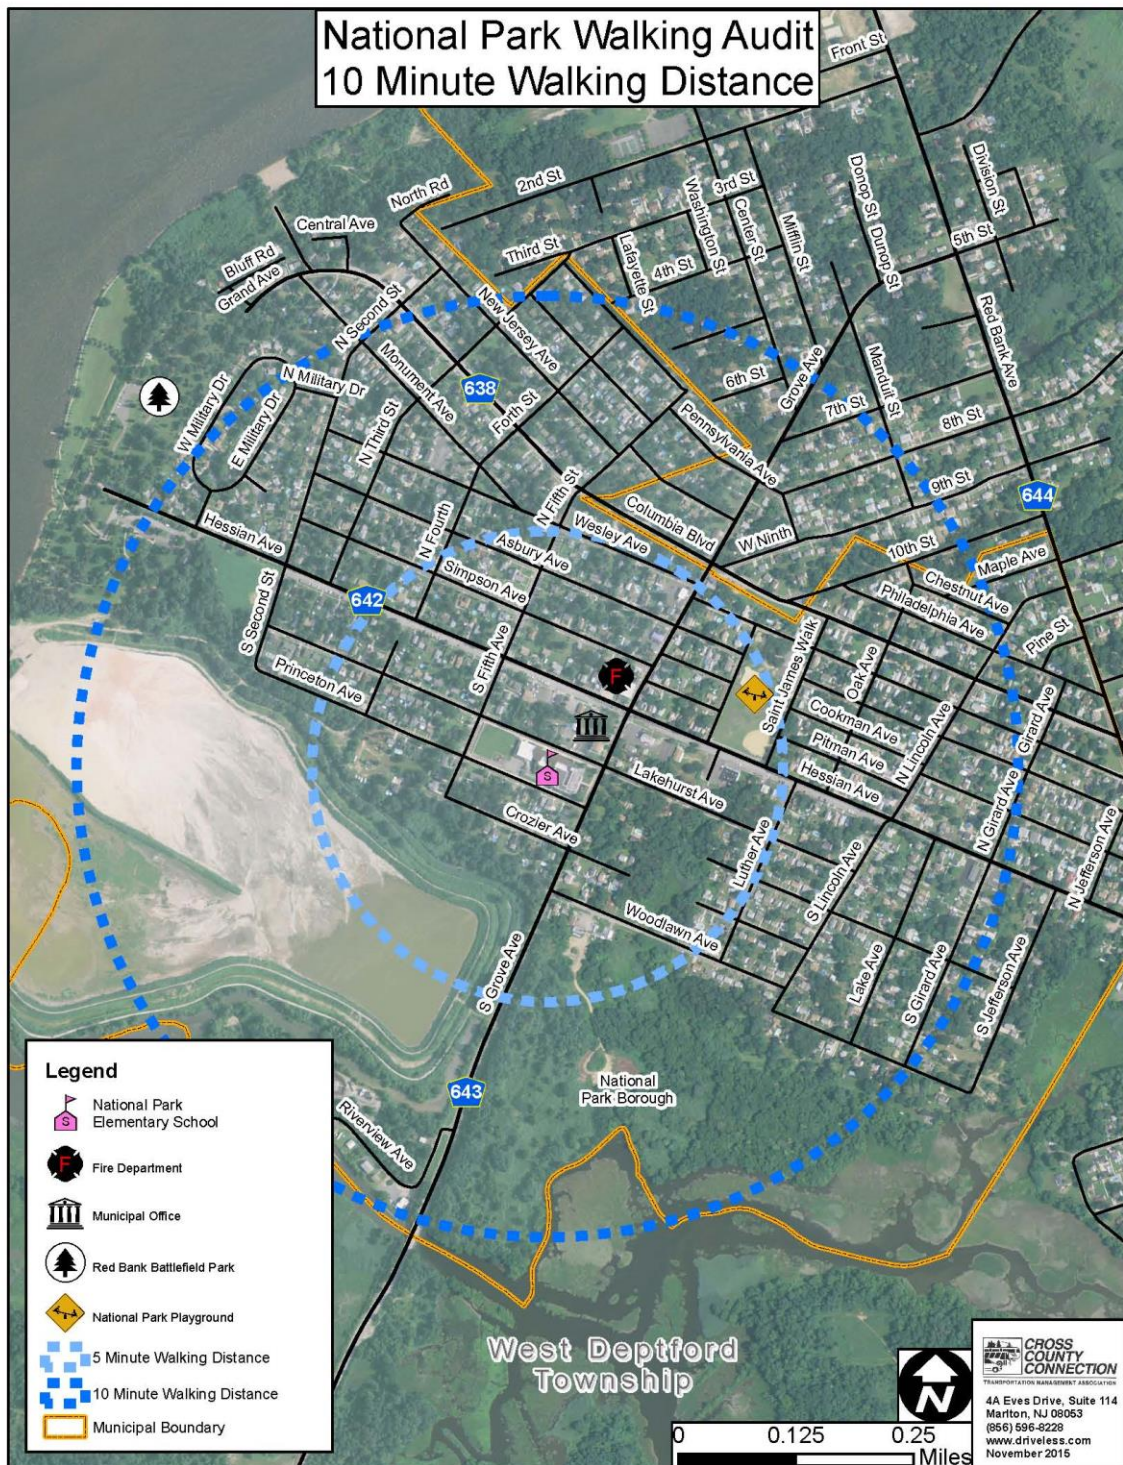 National Park Walking Audit
10 Minute Walking Distance
Front St
Division St
Donop St
3rd St
2nd St
North Rd
Washington St
Center St
Mifflin St
Central Ave
Dunop St
5th St
Third St
Lafayette St
4th St
Bluff Rd
Grand Ave
N Second St
New Jersey Ave
Red Bank Ave
Grove Ave
Monument Ave
638
N Military Dr
6th St
Manduit St
7th St
8th St
W Military Dr
E Military Dr
N Third St
Forth St
Pennsylvania Ave
9th St
644
N Fifth St
Hessian Ave
N Fourth
Asbury Ave
Wesley Ave
Columbia Blvd
W Ninth
10th St
Maple Ave
Simpson Ave
Chestnut Ave
Philadelphia Ave
642
S Second St
S Fifth Ave
Saint James Walk
Pine St
Oak Ave
F
Princeton Ave
Cookman Ave
Pitman Ave
N Lincoln Ave
Girard Ave
Hessian Ave
S
Lakehurst Ave
N Girard Ave
Crozier Ave
Luther Ave
S Lincoln Ave
N Jefferson Ave
Woodlawn Ave
Lake Ave
S Girard Ave
S Jefferson Ave
S Grove Ave
643
National
Park Borough
Riverview Ave
West Deptford
Township
Legend
S
National Park
Elementary School
F
Fire Department
Municipal Office
Red Bank Battlefield Park
National Park Playground
5 Minute Walking Distance
10 Minute Walking Distance
Municipal Boundary
N
0 0.125 0.25
Miles
CROSS
COUNTY
CONNECTION
TRANSPORTATION MANAGEMENT ASSOCIATION
4A Eves Drive, Suite 114
Marlton, NJ 08053
(856) 596-8228
www.driveless.com
November 2015